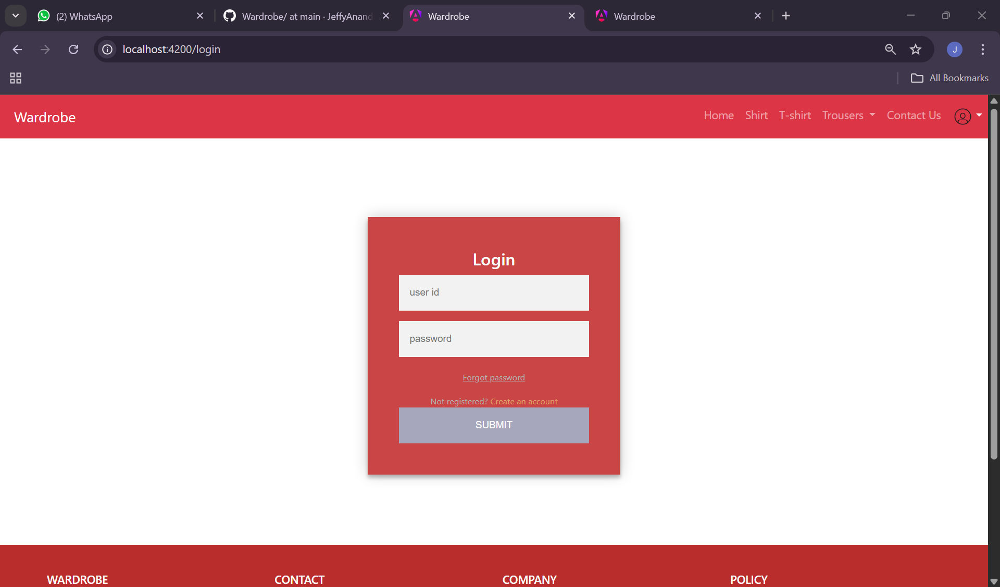 (2) WhatsApp
Wardrobe/ at main · JeffyAnand
Wardrobe
Wardrobe
localhost:4200/login
J
All Bookmarks
Wardrobe
Home Shirt T-shirt Trousers Contact Us
Login
user id
password
Forgot password
Not registered? Create an account
SUBMIT
WARDROBE CONTACT COMPANY POLICY